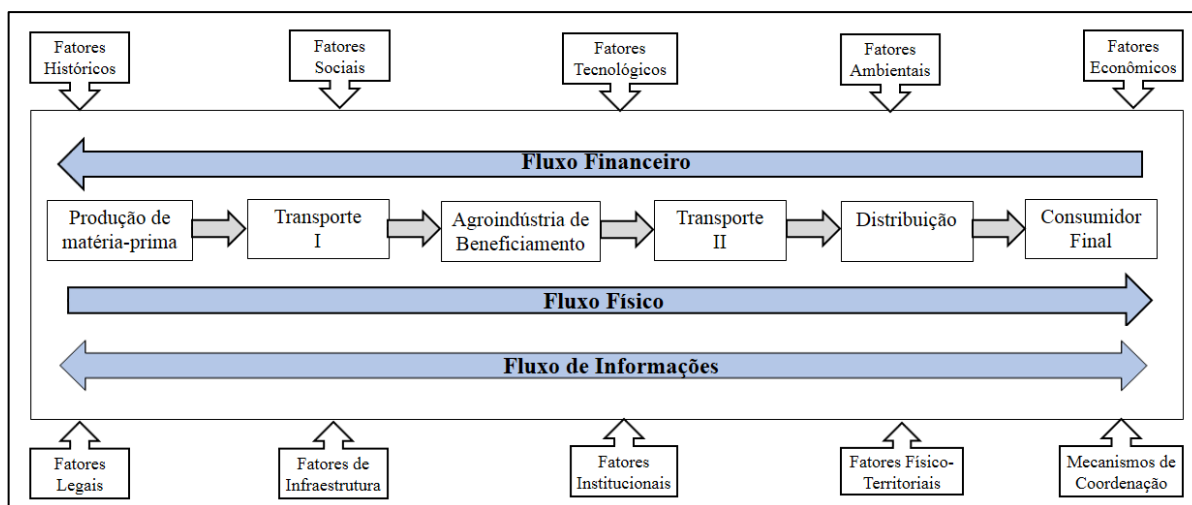 Fatores
Históricos
Fatores
Sociais
Fatores
Tecnológicos
Fatores
Ambientais
Fatores
Econômicos
Fluxo Financeiro
Produção de
matéria-prima
Transporte
I
Agroindústria de
Beneficiamento
Transporte
II
Distribuição
Consumidor
Final
Fluxo Físico
Fluxo de Informações
Fatores
Legais
Fatores de
Infraestrutura
Fatores
Institucionais
Fatores Físico-
Territoriais
Mecanismos de
Coordenação